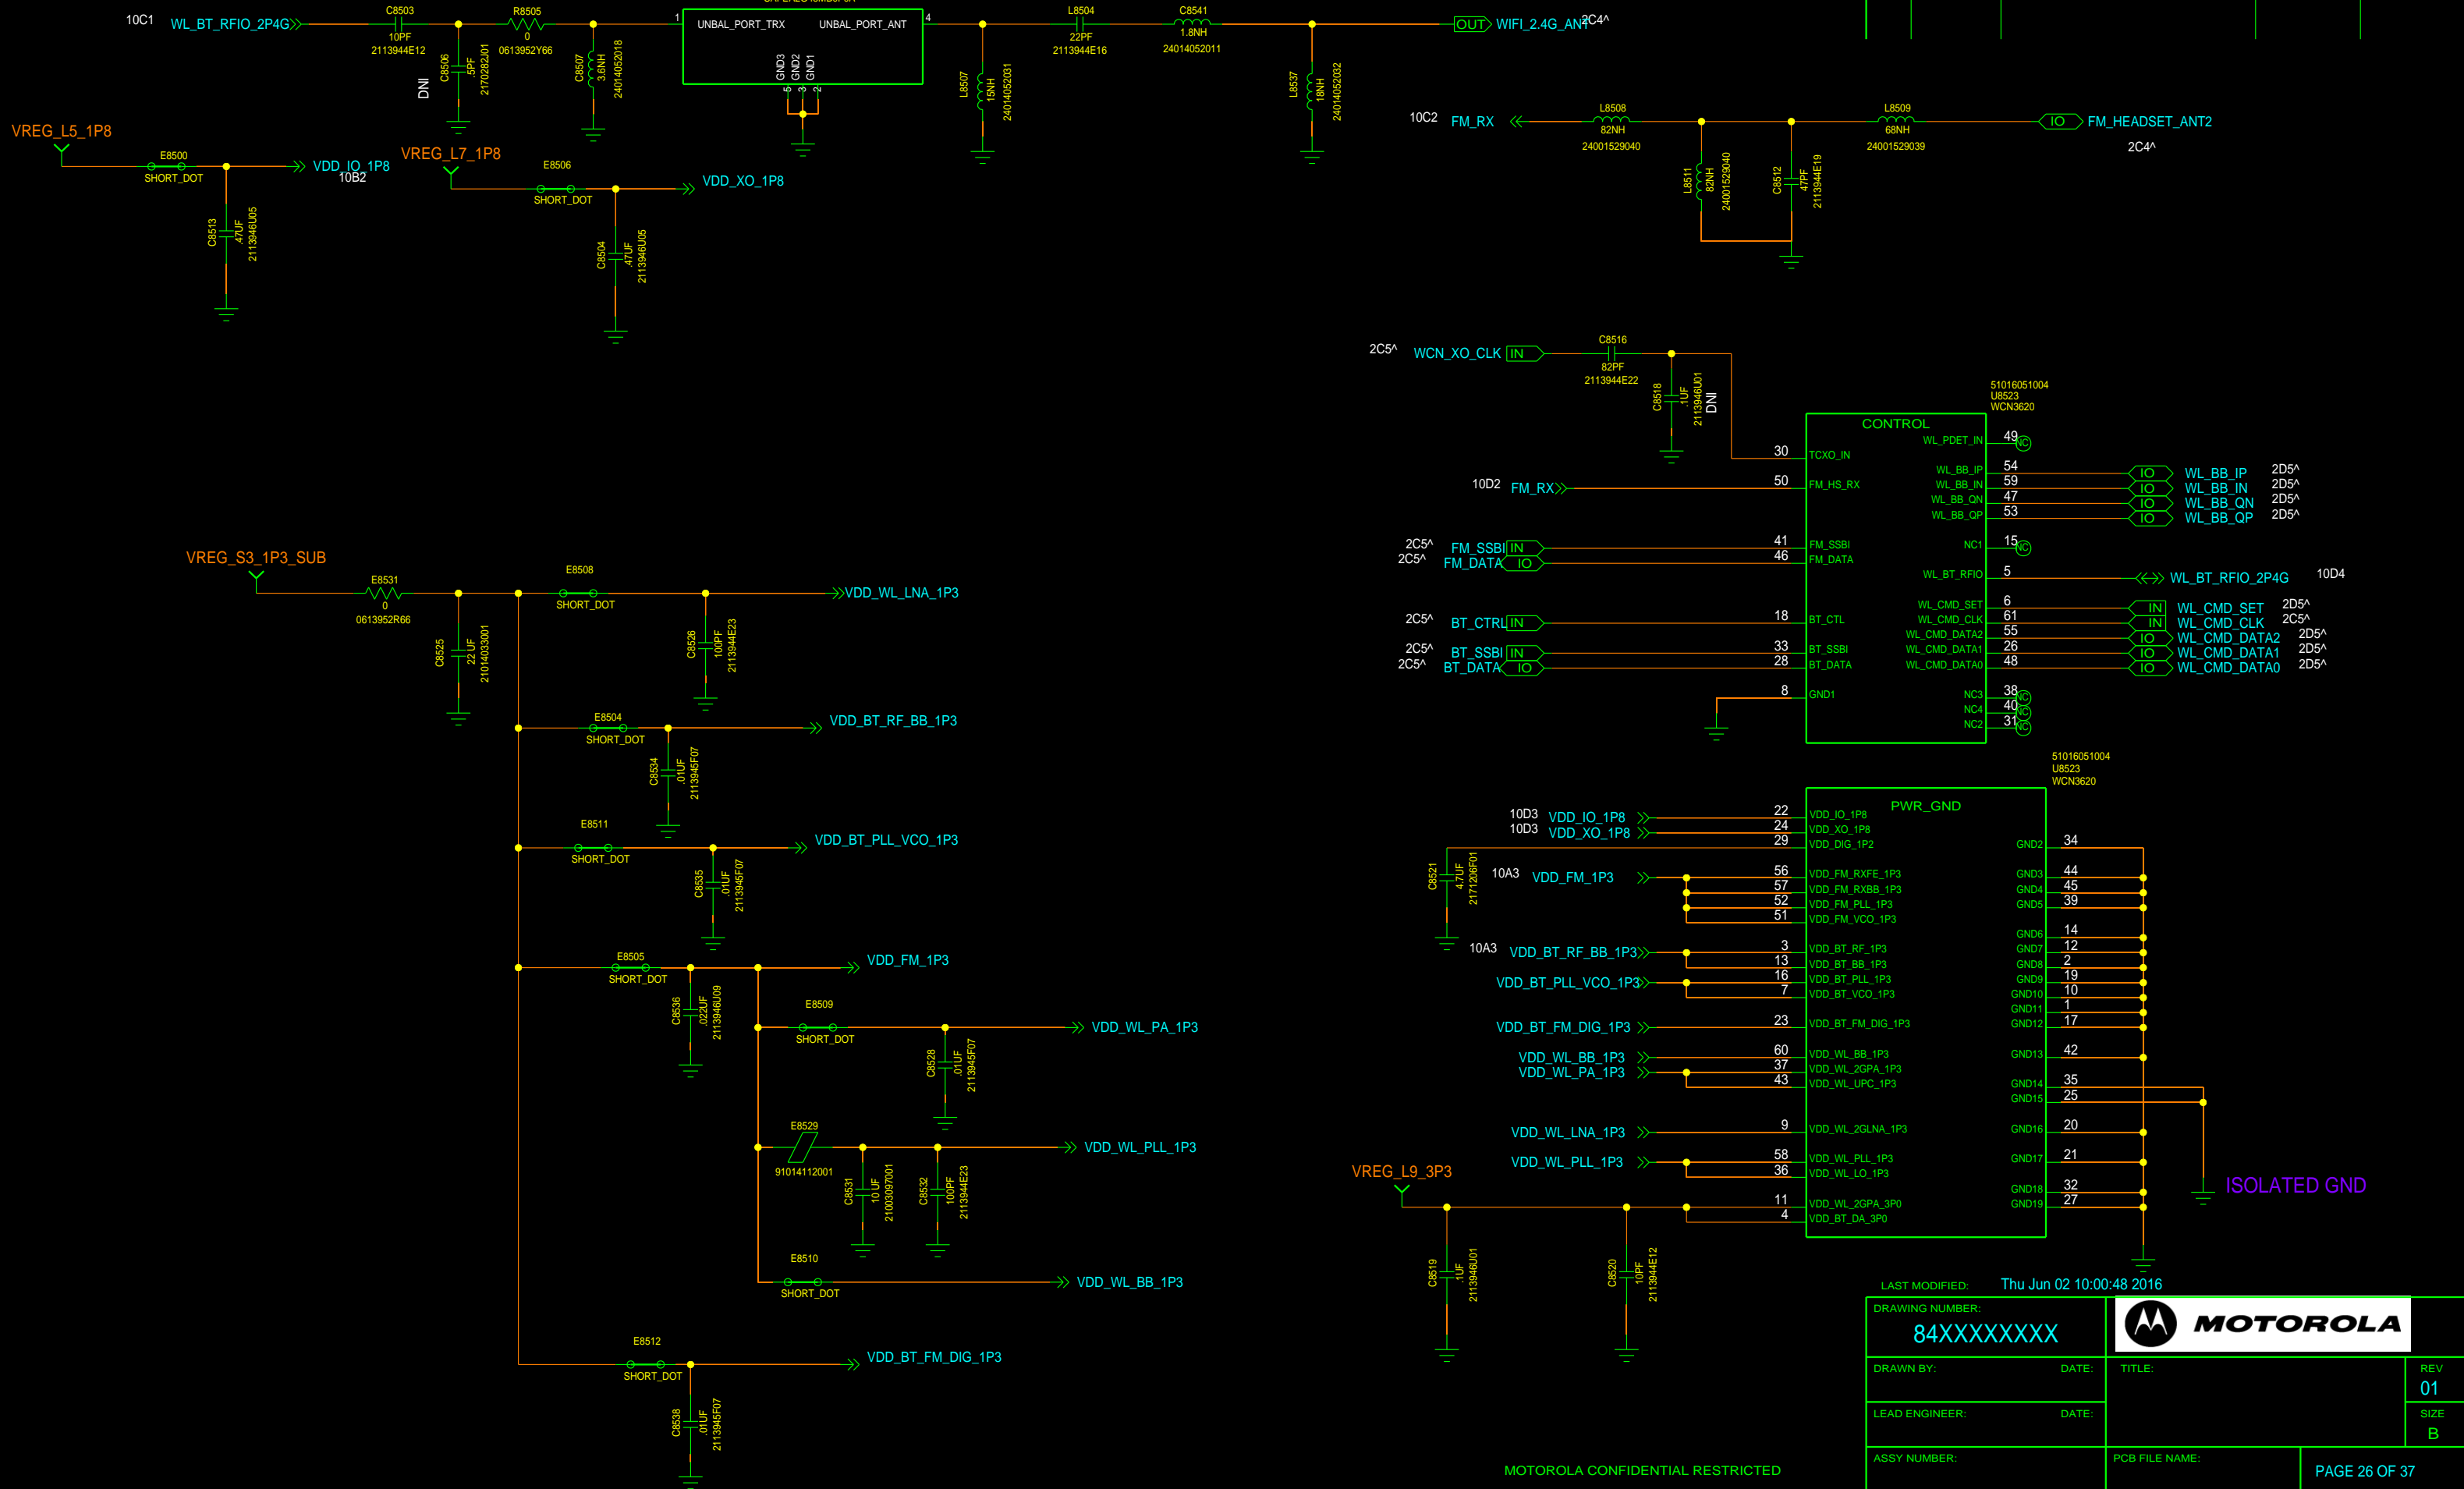 C8503
10C1 WL_BT_RFIO_2P4G
10PF
2113944E12
DNI
C8506
.5PF
2170282J01
R8505
0
0613952Y66
C8507
3.6NH
24014052018
1 UNBAL_PORT_TRX UNBAL_PORT_ANT 4
GND3
GND2
GND1
5 3 2
L8507
15NH
24014052031
L8504
22PF
2113944E16
C8541
1.8NH
24014052011
L8537
18NH
24014052032
OUT WIFI_2.4G_ANT 2C4^
10C2 FM_RX
L8508
82NH
24001529040
L8511
82NH
24001529040
C8512
47PF
2113944E19
L8509
68NH
24001529039
IO FM_HEADSET_ANT2
2C4^
VREG_L5_1P8
E8500
SHORT_DOT
VDD_IO_1P8
10B2
C8513
.47UF
2113946U05
VREG_L7_1P8
E8506
SHORT_DOT
VDD_XO_1P8
C8504
.47UF
2113946U05
2C5^ WCN_XO_CLK IN
C8516
82PF
2113944E22
C8518
.1UF
2113946U01
DNI
51016051004
U8523
WCN3620
CONTROL
30 TCXO_IN
10D2 FM_RX 50 FM_HS_RX
2C5^ FM_SSBI IN 41 FM_SSBI
2C5^ FM_DATA IO 46 FM_DATA
2C5^ BT_CTRL IN 18 BT_CTL
2C5^ BT_SSBI IN 33 BT_SSBI
2C5^ BT_DATA IO 28 BT_DATA
8 GND1
WL_PDET_IN 49 NC
WL_BB_IP 54 IO WL_BB_IP 2D5^
WL_BB_IN 59 IO WL_BB_IN 2D5^
WL_BB_QN 47 IO WL_BB_QN 2D5^
WL_BB_QP 53 IO WL_BB_QP 2D5^
NC1 15 NC
WL_BT_RFIO 5 WL_BT_RFIO_2P4G 10D4
WL_CMD_SET 6 IN WL_CMD_SET 2D5^
WL_CMD_CLK 61 IN WL_CMD_CLK 2C5^
WL_CMD_DATA2 55 IO WL_CMD_DATA2 2D5^
WL_CMD_DATA1 26 IO WL_CMD_DATA1 2D5^
WL_CMD_DATA0 48 IO WL_CMD_DATA0 2D5^
NC3 38 NC
NC4 40 NC
NC2 31 NC
VREG_S3_1P3_SUB
E8531
0
0613952R66
C8525
22 UF
21014033001
E8508
SHORT_DOT
VDD_WL_LNA_1P3
C8526
100PF
2113944E23
E8504
SHORT_DOT
VDD_BT_RF_BB_1P3
C8534
.01UF
2113945F07
E8511
SHORT_DOT
VDD_BT_PLL_VCO_1P3
C8535
.01UF
2113945F07
E8505
SHORT_DOT
VDD_FM_1P3
C8536
.022UF
2113946U09
E8509
SHORT_DOT
VDD_WL_PA_1P3
C8528
.01UF
2113945F07
E8529
91014112001
VDD_WL_PLL_1P3
C8531
10 UF
21003097001
C8532
100PF
2113944E23
E8510
SHORT_DOT
VDD_WL_BB_1P3
E8512
SHORT_DOT
VDD_BT_FM_DIG_1P3
C8538
.01UF
2113945F07
51016051004
U8523
WCN3620
PWR_GND
10D3 VDD_IO_1P8 22 VDD_IO_1P8
10D3 VDD_XO_1P8 24 VDD_XO_1P8
29 VDD_DIG_1P2
C8521
4.7UF
2171206F01
10A3 VDD_FM_1P3 56 VDD_FM_RXFE_1P3
57 VDD_FM_RXBB_1P3
52 VDD_FM_PLL_1P3
51 VDD_FM_VCO_1P3
10A3 VDD_BT_RF_BB_1P3 3 VDD_BT_RF_1P3
13 VDD_BT_BB_1P3
VDD_BT_PLL_VCO_1P3 16 VDD_BT_PLL_1P3
7 VDD_BT_VCO_1P3
VDD_BT_FM_DIG_1P3 23 VDD_BT_FM_DIG_1P3
VDD_WL_BB_1P3 60 VDD_WL_BB_1P3
VDD_WL_PA_1P3 37 VDD_WL_2GPA_1P3
43 VDD_WL_UPC_1P3
VDD_WL_LNA_1P3 9 VDD_WL_2GLNA_1P3
VDD_WL_PLL_1P3 58 VDD_WL_PLL_1P3
36 VDD_WL_LO_1P3
VREG_L9_3P3
11 VDD_WL_2GPA_3P0
4 VDD_BT_DA_3P0
C8519
.1UF
2113946U01
C8520
10PF
2113944E12
GND2 34
GND3 44
GND4 45
GND5 39
GND6 14
GND7 12
GND8 2
GND9 19
GND10 10
GND11 1
GND12 17
GND13 42
GND14 35
GND15 25
GND16 20
GND17 21
GND18 32
GND19 27
ISOLATED GND
LAST MODIFIED: Thu Jun 02 10:00:48 2016
DRAWING NUMBER:
84XXXXXXXX
MOTOROLA
DRAWN BY: DATE: TITLE: REV
01
LEAD ENGINEER: DATE: SIZE
B
ASSY NUMBER: PCB FILE NAME: PAGE 26 OF 37
MOTOROLA CONFIDENTIAL RESTRICTED